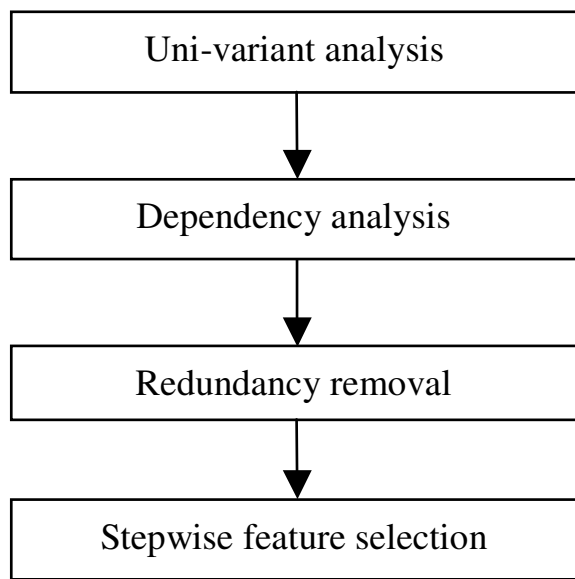 Uni-variant analysis
Dependency analysis
Redundancy removal
Stepwise feature selection